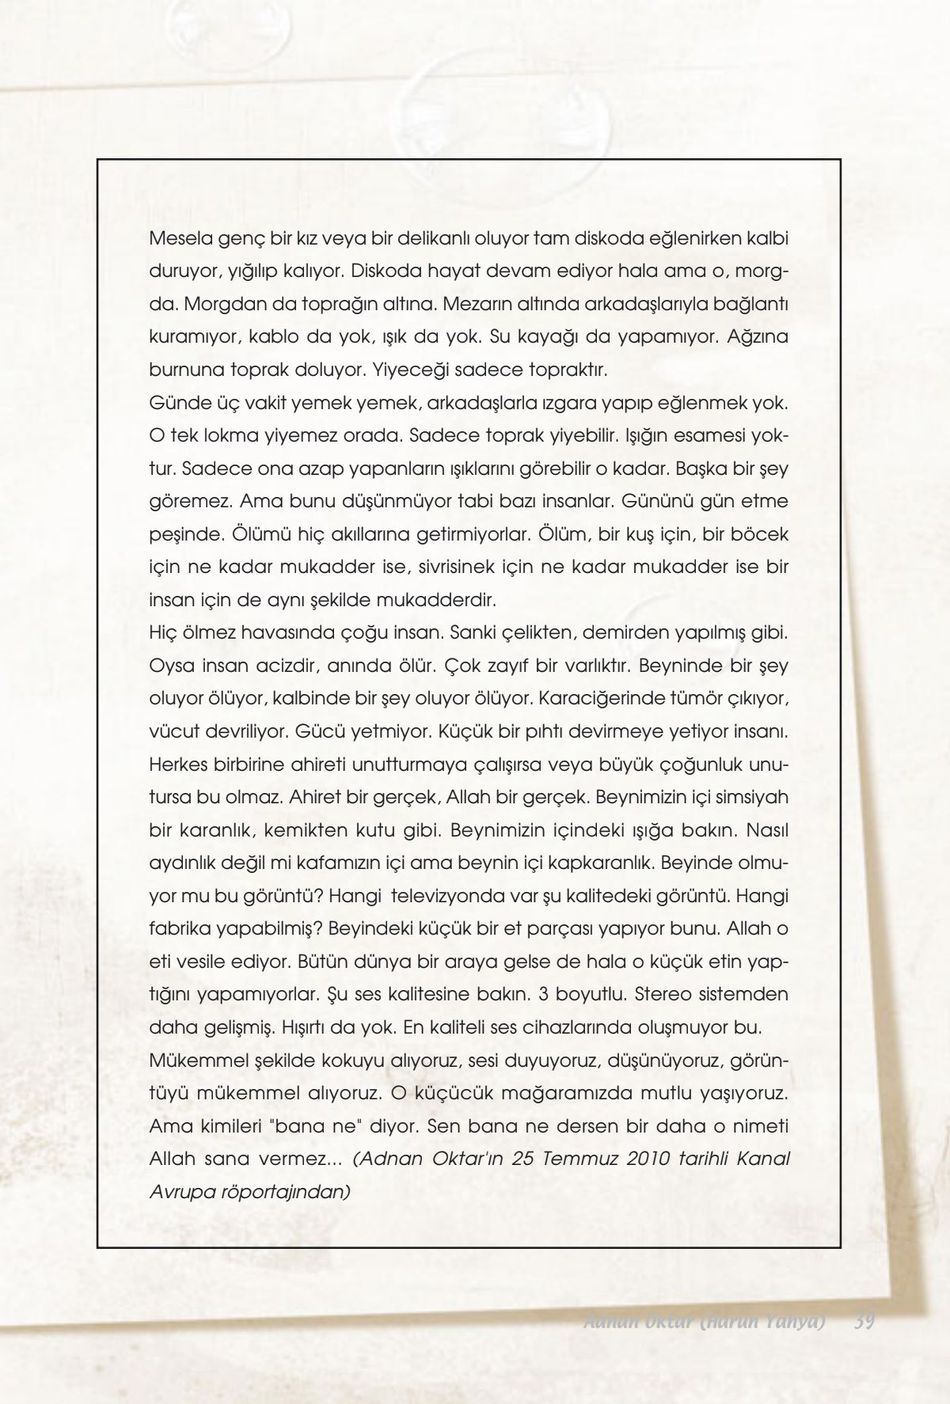 Mesela genç bir kız veya bir delikanlı oluyor tam diskoda eğlenirken kalbi
duruyor, yığılıp kalıyor. Diskoda hayat devam ediyor hala ama o, morg-
da. Morgdan da toprağın altına. Mezarın altında arkadaşlarıyla bağlantı
kuramıyor, kablo da yok, ışık da yok. Su kayağı da yapamıyor. Ağzına
burnuna toprak doluyor. Yiyeceği sadece topraktır.
Günde üç vakit yemek yemek, arkadaşlarla ızgara yapıp eğlenmek yok.
O tek lokma yiyemez orada. Sadece toprak yiyebilir. Işığın esamesi yok-
tur. Sadece ona azap yapanların ışıklarını görebilir o kadar. Başka bir şey
göremez. Ama bunu düşünmüyor tabi bazı insanlar. Gününü gün etme
peşinde. Ölümü hiç akıllarına getirmiyorlar. Ölüm, bir kuş için, bir böcek
için ne kadar mukadder ise, sivrisinek için ne kadar mukadder ise bir
insan için de aynı şekilde mukadderdir.
Hiç ölmez havasında çoğu insan. Sanki çelikten, demirden yapılmış gibi.
Oysa insan acizdir, anında ölür. Çok zayıf bir varlıktır. Beyninde bir şey
oluyor ölüyor, kalbinde bir şey oluyor ölüyor. Karaciğerinde tümör çıkıyor,
vücut devriliyor. Gücü yetmiyor. Küçük bir pıhtı devirmeye yetiyor insanı.
Herkes birbirine ahireti unutturmaya çalışırsa veya büyük çoğunluk unu-
tursa bu olmaz. Ahiret bir gerçek, Allah bir gerçek. Beynimizin içi simsiyah
bir karanlık, kemikten kutu gibi. Beynimizin içindeki ışığa bakın. Nasıl
aydınlık değil mi kafamızın içi ama beynin içi kapkaranlık. Beyinde olmu-
yor mu bu görüntü? Hangi televizyonda var şu kalitedeki görüntü. Hangi
fabrika yapabilmiş? Beyindeki küçük bir et parçası yapıyor bunu. Allah o
eti vesile ediyor. Bütün dünya bir araya gelse de hala o küçük etin yap-
tığını yapamıyorlar. Şu ses kalitesine bakın. 3 boyutlu. Stereo sistemden
daha gelişmiş. Hışırtı da yok. En kaliteli ses cihazlarında oluşmuyor bu.
Mükemmel şekilde kokuyu alıyoruz, sesi duyuyoruz, düşünüyoruz, görün-
tüyü mükemmel alıyoruz. O küçücük mağaramızda mutlu yaşıyoruz.
Ama kimileri "bana ne" diyor. Sen bana ne dersen bir daha o nimeti
Allah sana vermez... (Adnan Oktar'ın 25 Temmuz 2010 tarihli Kanal
Avrupa röportajından)
Adnan Oktar (Harun Yahya) 39